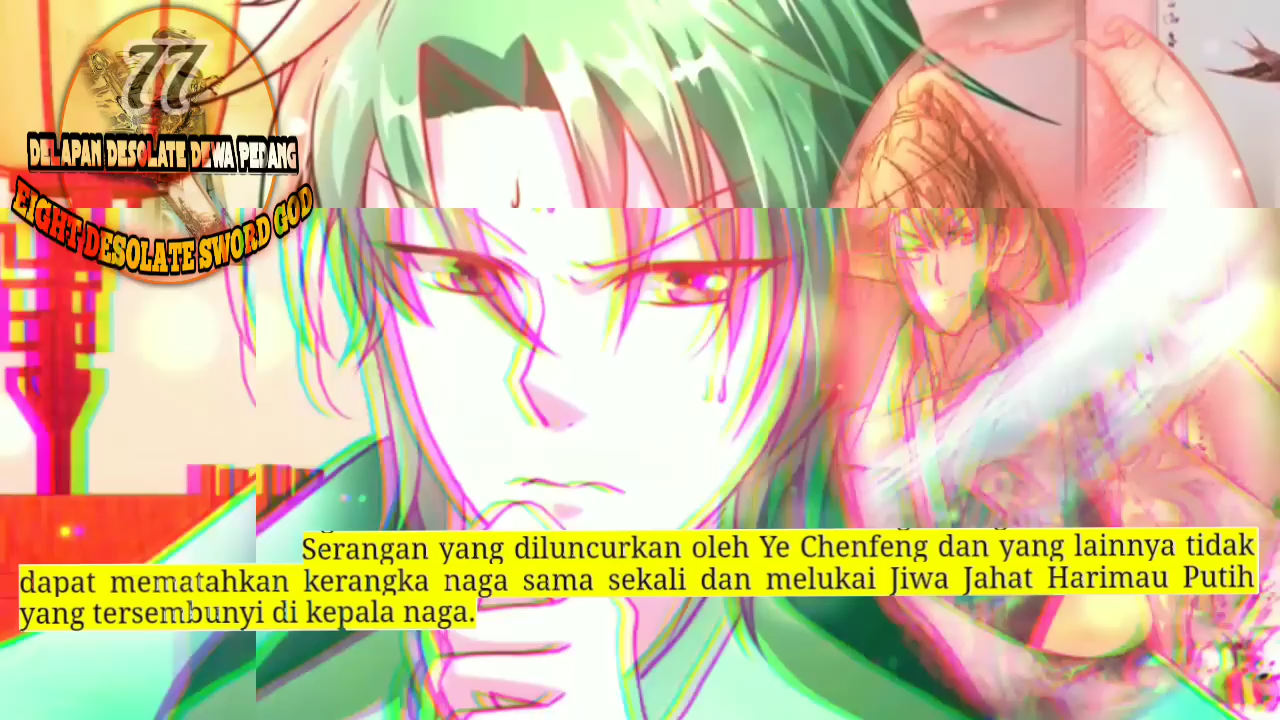 77
DELAPAN DESOLATE DEWA PEDANG
EIGHT DESOLATE SWORD GOD
Serangan yang diluncurkan oleh Ye Chenfeng dan yang lainnya tidak
dapat mematahkan kerangka naga sama sekali dan melukai Jiwa Jahat Harimau Putih
yang tersembunyi di kepala naga.